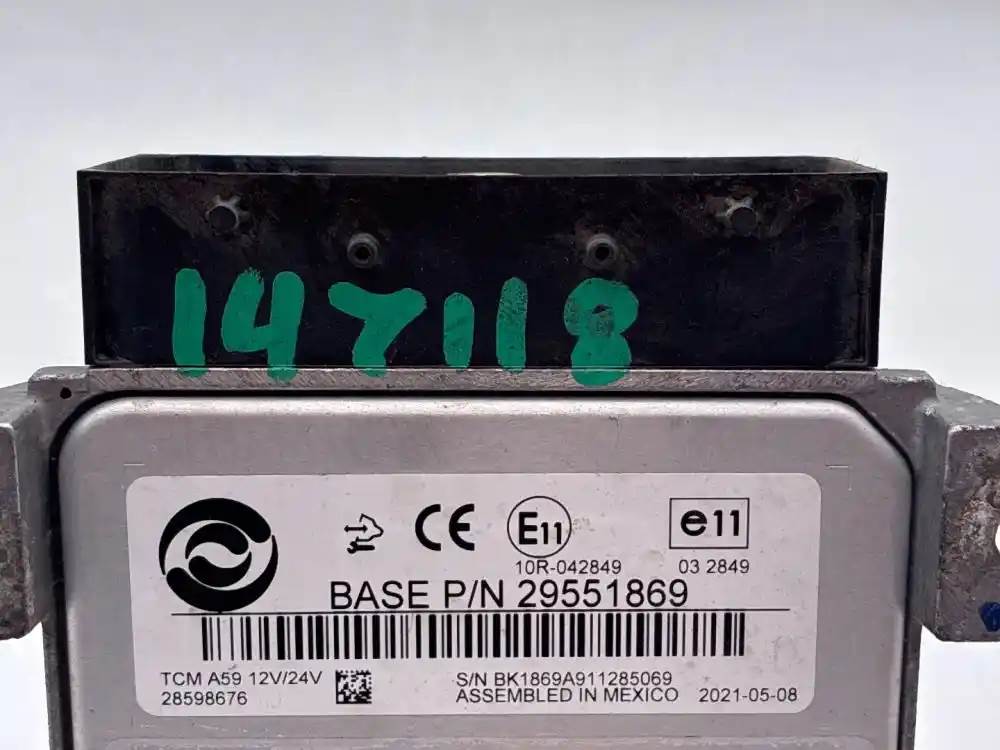 147118
CE E11 e11
10R-042849 03 2849
BASE P/N 29551869
TCM A59 12V/24V S/N BK1869A911285069
28598676 ASSEMBLED IN MEXICO 2021-05-08